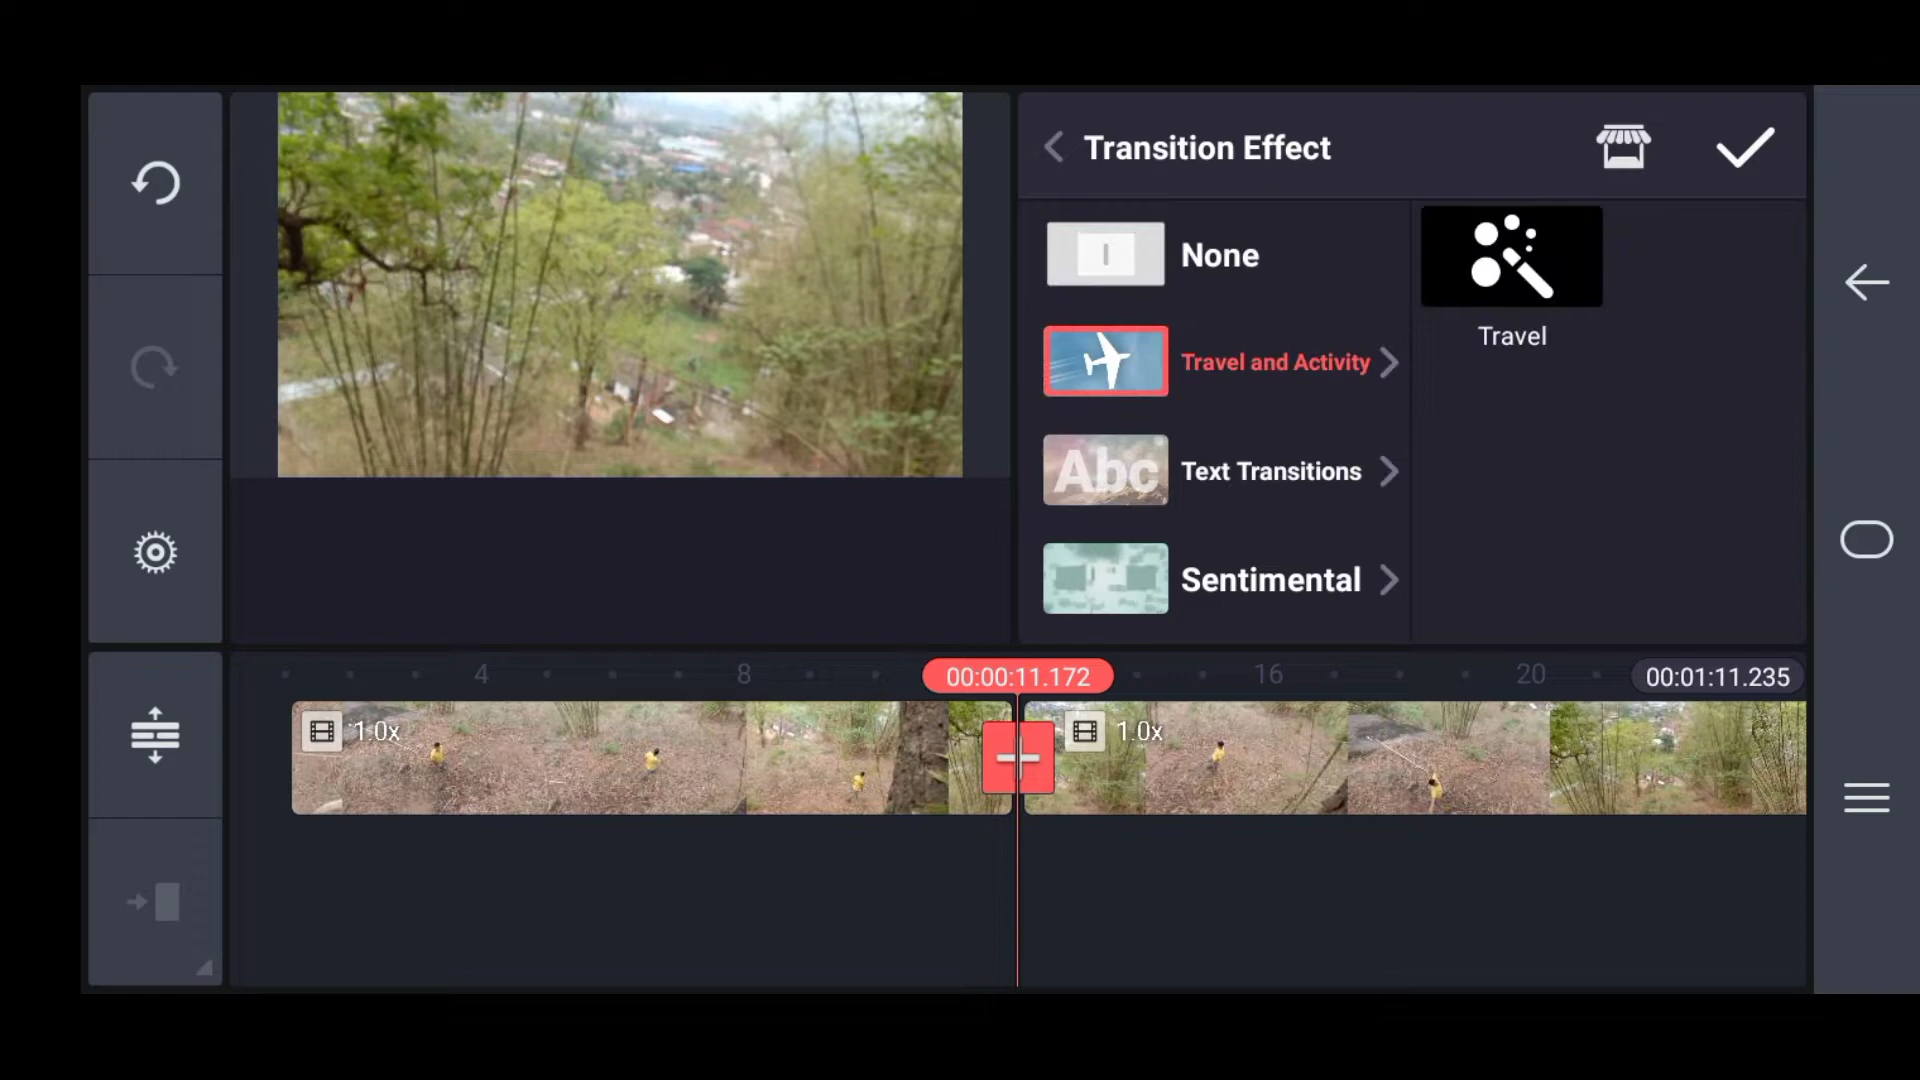 Transition Effect
None
Travel
Travel and Activity
Abc
Text Transitions
Sentimental
4
8
00:00:11.172
16
20
00:01:11.235
1.0x
1.0x